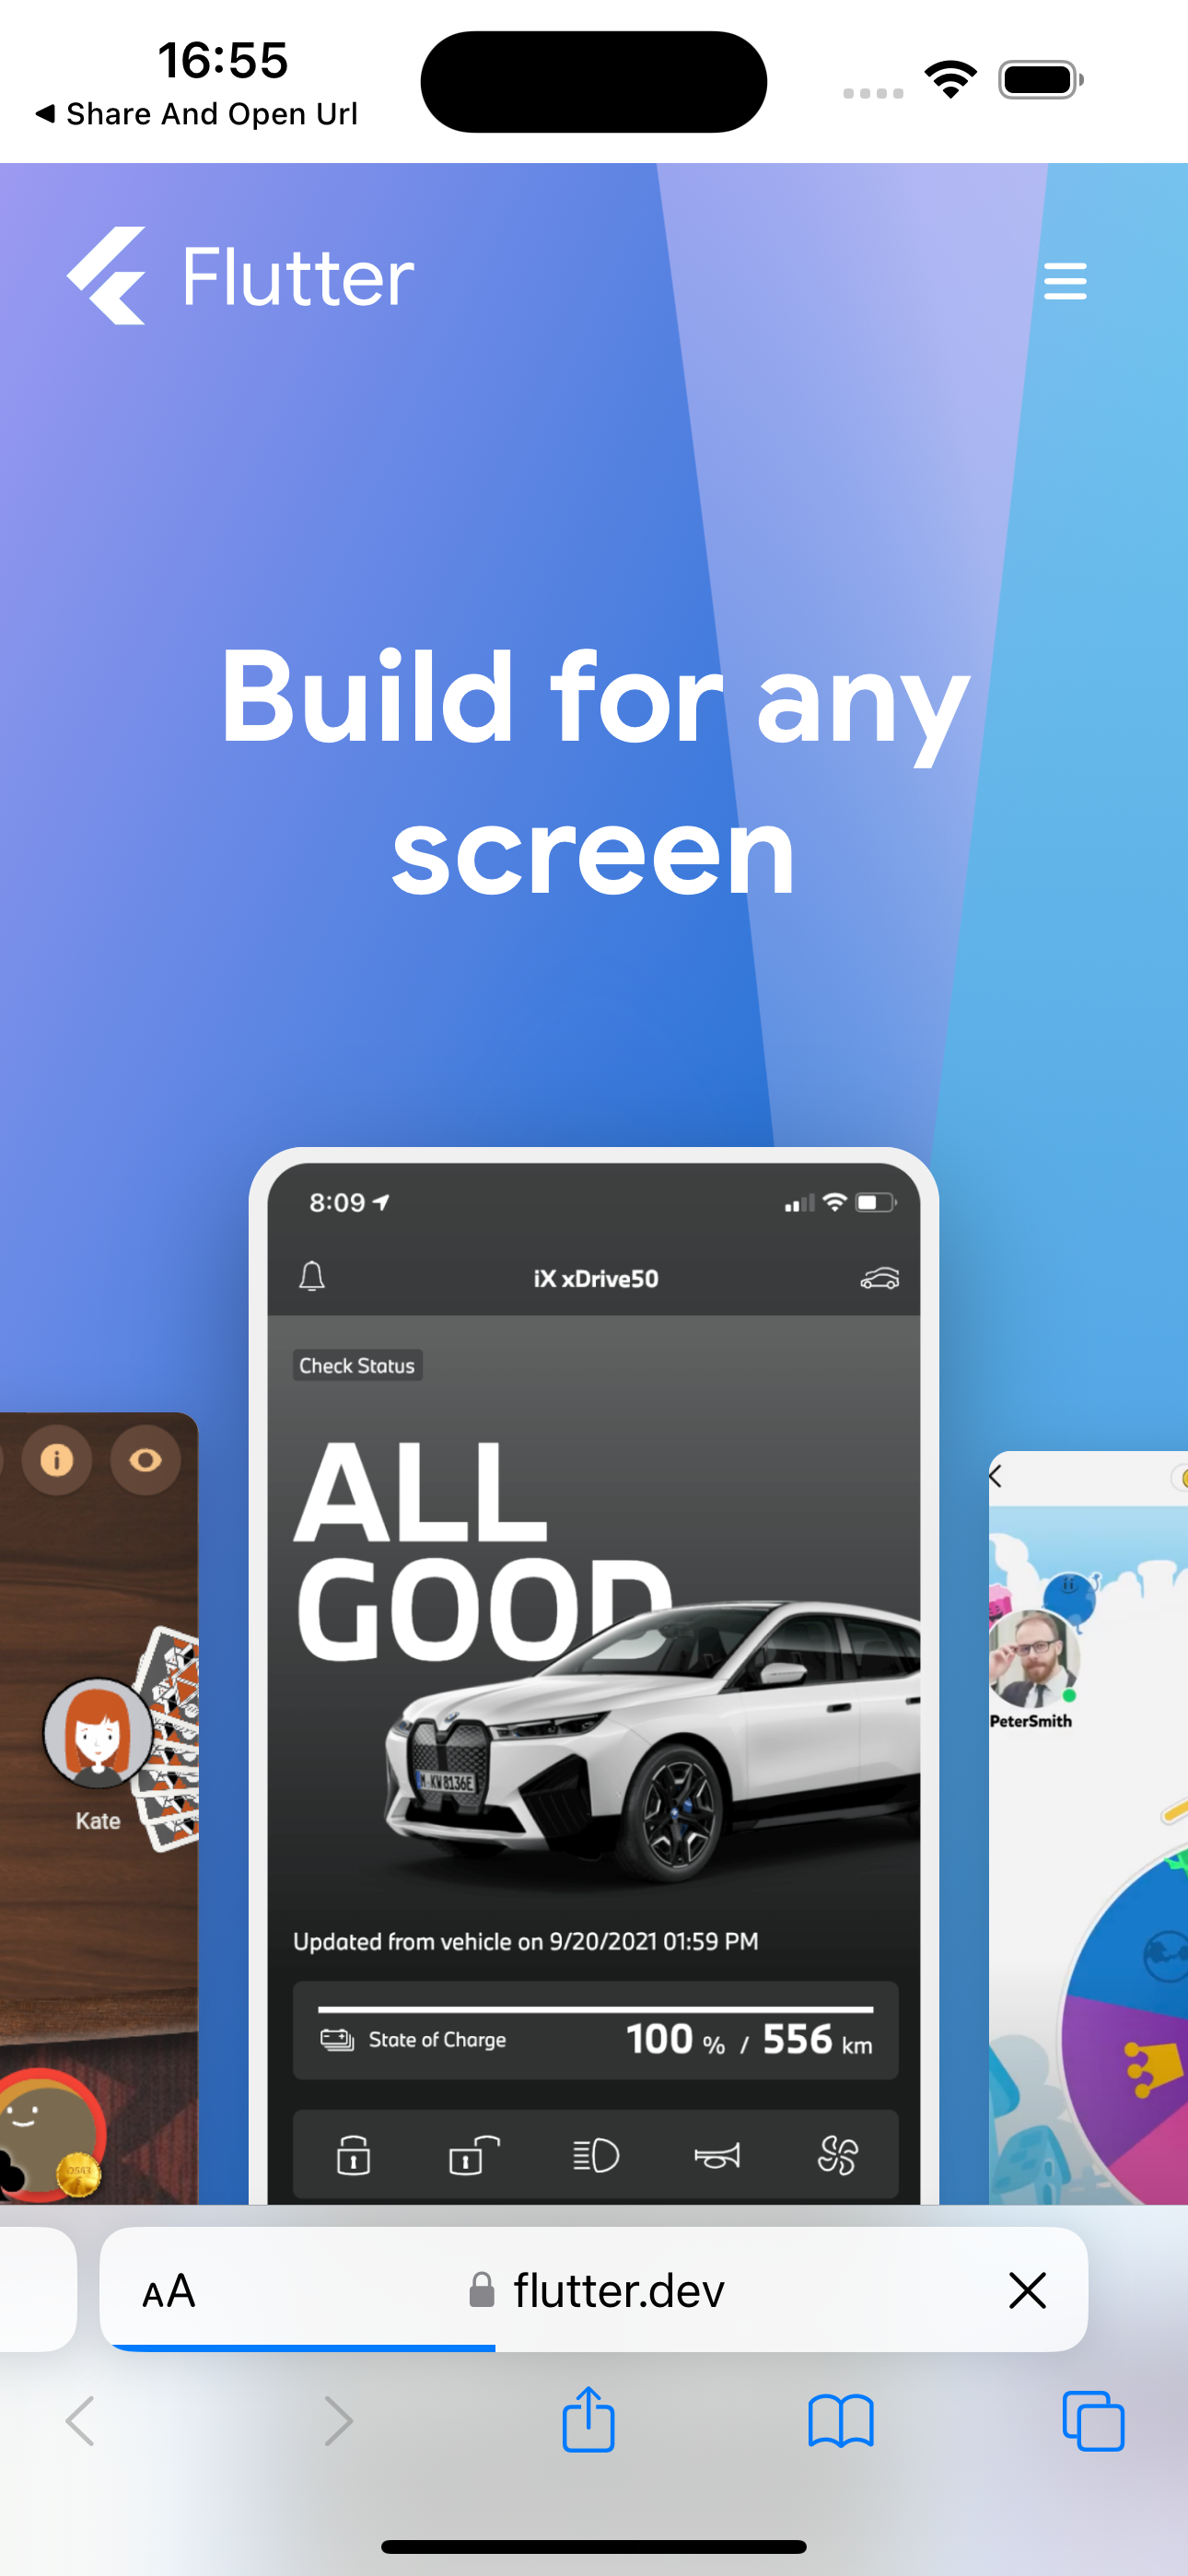 16:55
◀ Share And Open Url
Flutter
Build for any
screen
8:09
iX xDrive50
Check Status
ALL
GOOD
Kate
PeterSmith
M KW 8136E
Updated from vehicle on 9/20/2021 01:59 PM
State of Charge 100 % / 556 km
AA flutter.dev